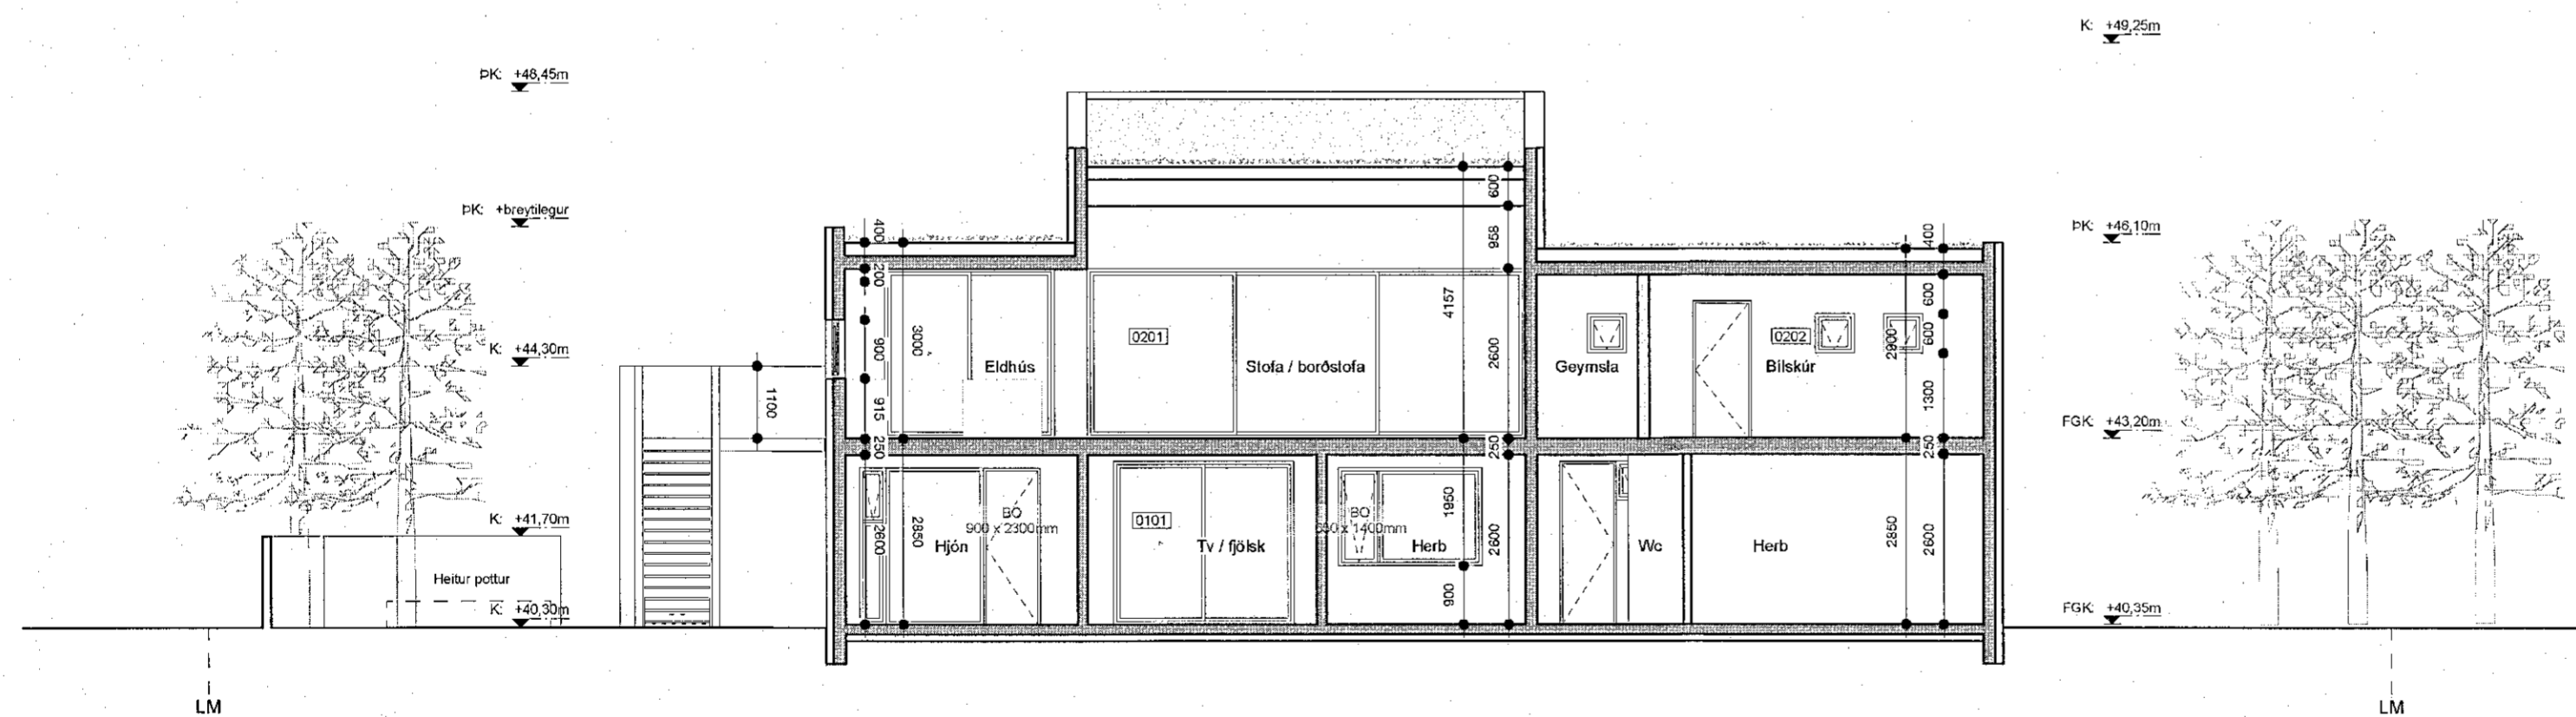 K: +49,25m
ÞK: +48,45m
ÞK: +breytilegur
ÞK: +46,10m
K: +44,30m
FGK: +43,20m
K: +41,70m
K: +40,30m
FGK: +40,35m
Heitur pottur
1100
400
200
900
915
250
3000
Eldhús
0201
Stofa / borðstofa
600
958
4157
2600
250
Geymsla
0202
Bílskúr
400
2900
600
600
1300
250
2600
2850
Hjón
BO
900 x 2300mm
0101
Tv / fjölsk
BO
x 1400mm
Herb
1950
900
2600
Wc
Herb
2850
2600
LM
LM